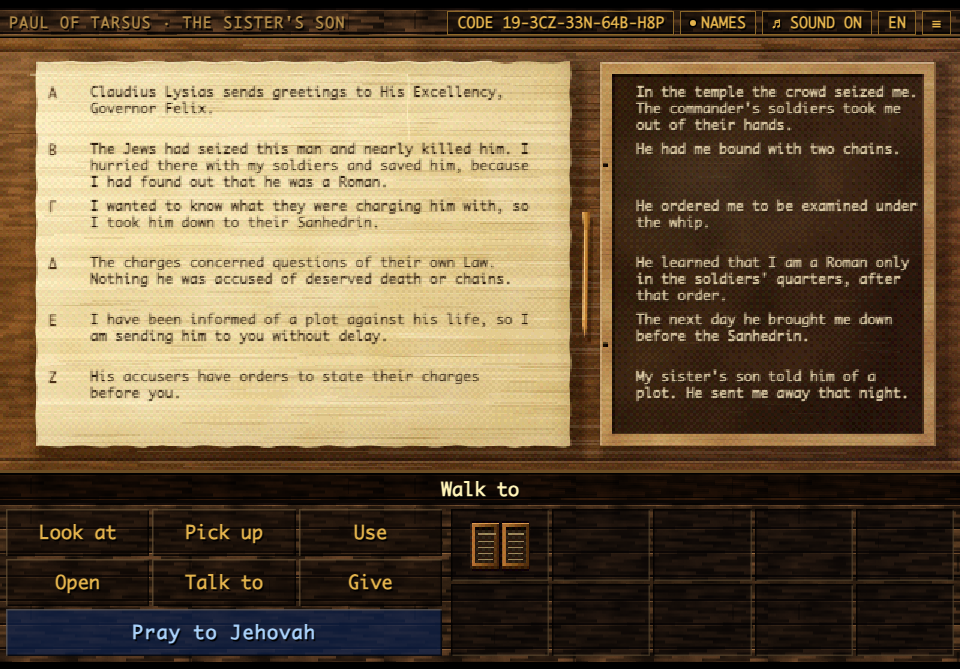 PAUL OF TARSUS · THE SISTER'S SON
CODE 19-3CZ-33N-64B-H8P
● NAMES
♬ SOUND ON
EN
≡
Α Claudius Lysias sends greetings to His Excellency,
Governor Felix.
Β The Jews had seized this man and nearly killed him. I
hurried there with my soldiers and saved him, because
I had found out that he was a Roman.
Γ I wanted to know what they were charging him with, so
I took him down to their Sanhedrin.
Δ The charges concerned questions of their own Law.
Nothing he was accused of deserved death or chains.
Ε I have been informed of a plot against his life, so I
am sending him to you without delay.
Ζ His accusers have orders to state their charges
before you.
In the temple the crowd seized me.
The commander's soldiers took me
out of their hands.
He had me bound with two chains.
He ordered me to be examined under
the whip.
He learned that I am a Roman only
in the soldiers' quarters, after
that order.
The next day he brought me down
before the Sanhedrin.
My sister's son told him of a
plot. He sent me away that night.
Walk to
Look at
Pick up
Use
Open
Talk to
Give
Pray to Jehovah